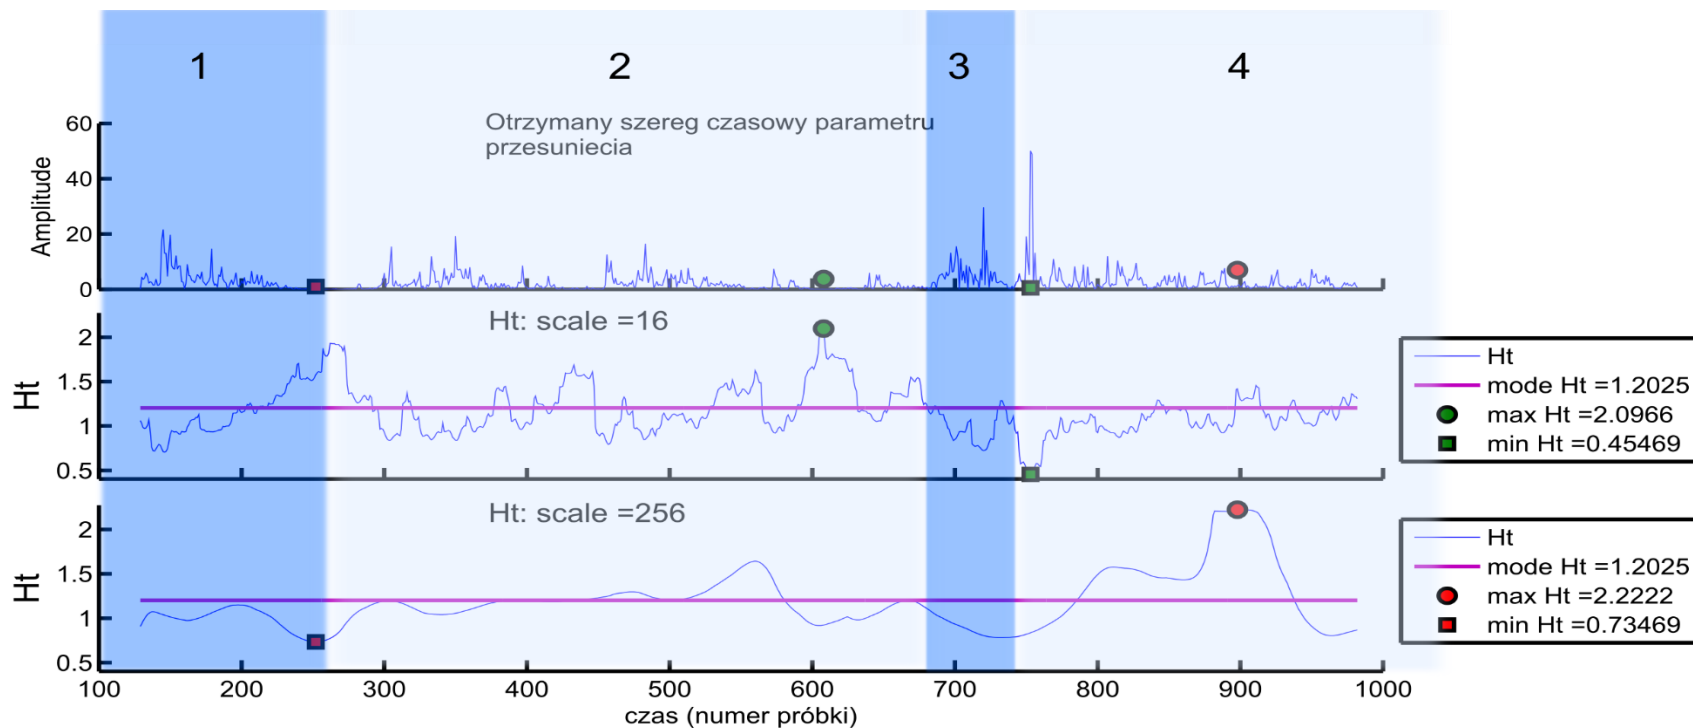 1 2 3 4
Otrzymany szereg czasowy parametru
przesuniecia
60
40
20
0
Amplitude
Ht: scale =16
2
1.5
1
0.5
Ht
Ht
mode Ht =1.2025
max Ht =2.0966
min Ht =0.45469
Ht: scale =256
2
1.5
1
0.5
Ht
Ht
mode Ht =1.2025
max Ht =2.2222
min Ht =0.73469
100 200 300 400 500 600 700 800 900 1000
czas (numer próbki)